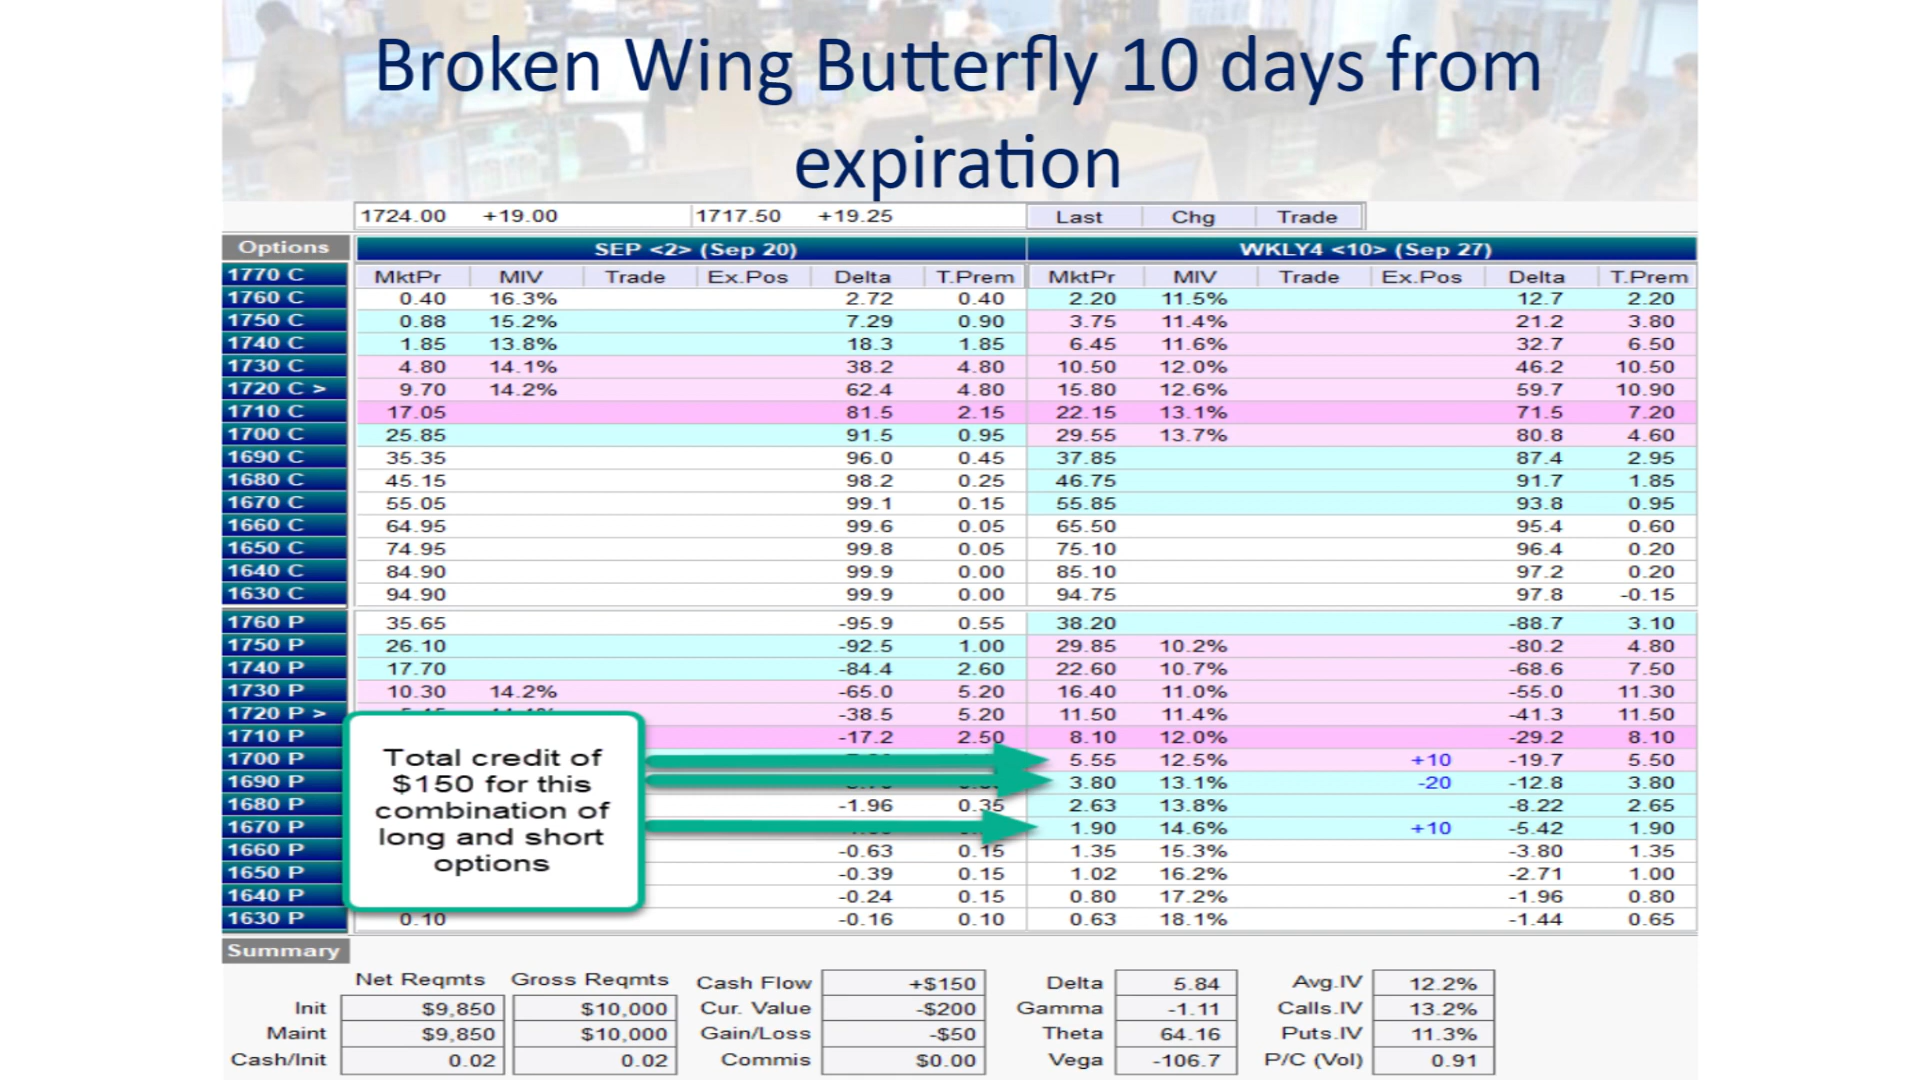 Broken Wing Butterfly 10 days from
expiration
1724.00 +19.00 1717.50 +19.25 Last Chg Trade
Options SEP <2> (Sep 20) WKLY4 <10> (Sep 27)
1770 C MktPr MIV Trade Ex.Pos Delta T.Prem MktPr MIV Trade Ex.Pos Delta T.Prem
1760 C 0.40 16.3% 2.72 0.40 2.20 11.5% 12.7 2.20
1750 C 0.88 15.2% 7.29 0.90 3.75 11.4% 21.2 3.80
1740 C 1.85 13.8% 18.3 1.85 6.45 11.6% 32.7 6.50
1730 C 4.80 14.1% 38.2 4.80 10.50 12.0% 46.2 10.50
1720 C > 9.70 14.2% 62.4 4.80 15.80 12.6% 59.7 10.90
1710 C 17.05 81.5 2.15 22.15 13.1% 71.5 7.20
1700 C 25.85 91.5 0.95 29.55 13.7% 80.8 4.60
1690 C 35.35 96.0 0.45 37.85 87.4 2.95
1680 C 45.15 98.2 0.25 46.75 91.7 1.85
1670 C 55.05 99.1 0.15 55.85 93.8 0.95
1660 C 64.95 99.6 0.05 65.50 95.4 0.60
1650 C 74.95 99.8 0.05 75.10 96.4 0.20
1640 C 84.90 99.9 0.00 85.10 97.2 0.20
1630 C 94.90 99.9 0.00 94.75 97.8 -0.15
1760 P 35.65 -95.9 0.55 38.20 -88.7 3.10
1750 P 26.10 -92.5 1.00 29.85 10.2% -80.2 4.80
1740 P 17.70 -84.4 2.60 22.60 10.7% -68.6 7.50
1730 P 10.30 14.2% -65.0 5.20 16.40 11.0% -55.0 11.30
1720 P > -38.5 5.20 11.50 11.4% -41.3 11.50
1710 P -17.2 2.50 8.10 12.0% -29.2 8.10
1700 P 5.55 12.5% +10 -19.7 5.50
1690 P 3.80 13.1% -20 -12.8 3.80
1680 P -1.96 0.35 2.63 13.8% -8.22 2.65
1670 P 1.90 14.6% +10 -5.42 1.90
1660 P -0.63 0.15 1.35 15.3% -3.80 1.35
1650 P -0.39 0.15 1.02 16.2% -2.71 1.00
1640 P -0.24 0.15 0.80 17.2% -1.96 0.80
1630 P 0.10 -0.16 0.10 0.63 18.1% -1.44 0.65
Total credit of
$150 for this
combination of
long and short
options
Summary
Net Reqmts Gross Reqmts Cash Flow +$150 Delta 5.84 Avg.IV 12.2%
Init $9,850 $10,000 Cur. Value -$200 Gamma -1.11 Calls.IV 13.2%
Maint $9,850 $10,000 Gain/Loss -$50 Theta 64.16 Puts.IV 11.3%
Cash/Init 0.02 0.02 Commis $0.00 Vega -106.7 P/C (Vol) 0.91